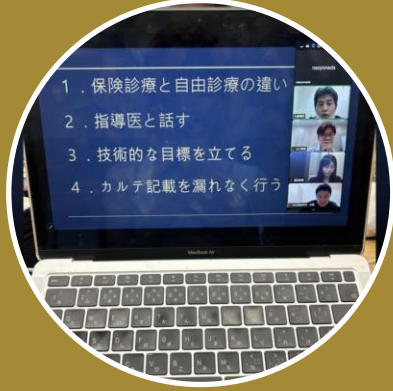 1．保険診療と自由診療の違い
2．指導医と話す
3．技術的な目標を立てる
4．カルテ記載を漏れなく行う
MacBook Air